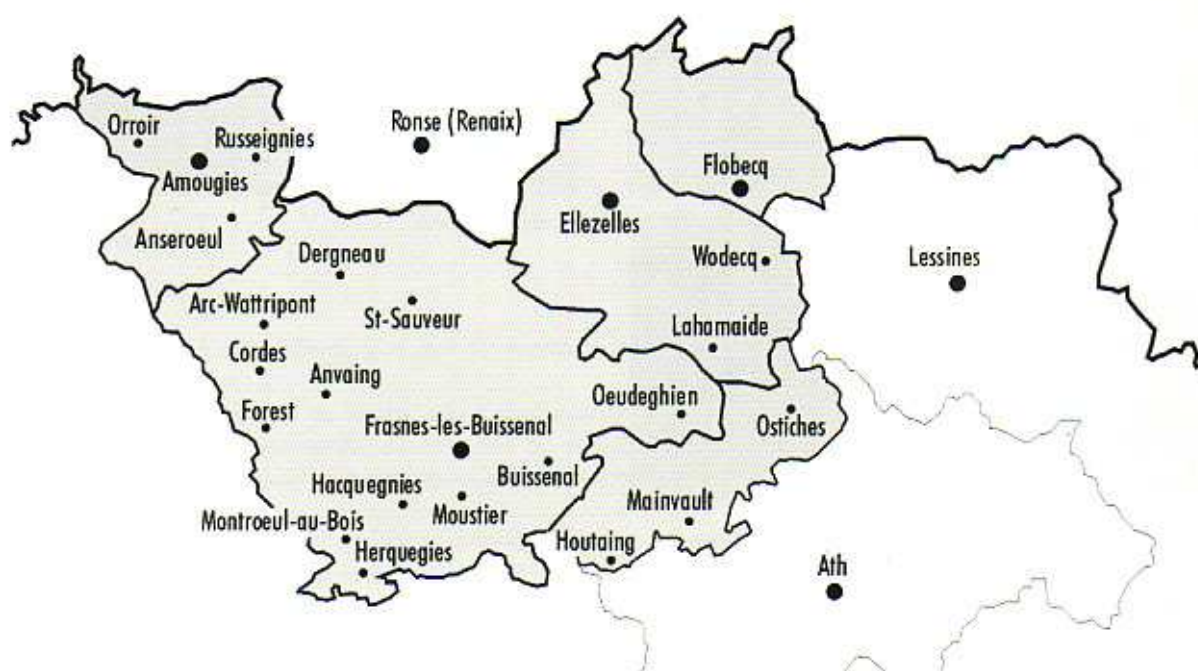 Orroir
Russeignies
Amougies
Anseroeul
Ronse (Renaix)
Flobecq
Ellezelles
Wodecq
Lessines
Lahamaide
Dergneau
Arc-Wattripont
St-Sauveur
Cordes
Anvaing
Forest
Oeudeghien
Ostiches
Frasnes-les-Buissenal
Buissenal
Hacquegnies
Moustier
Mainvault
Montroeul-au-Bois
Herquegies
Houtaing
Ath